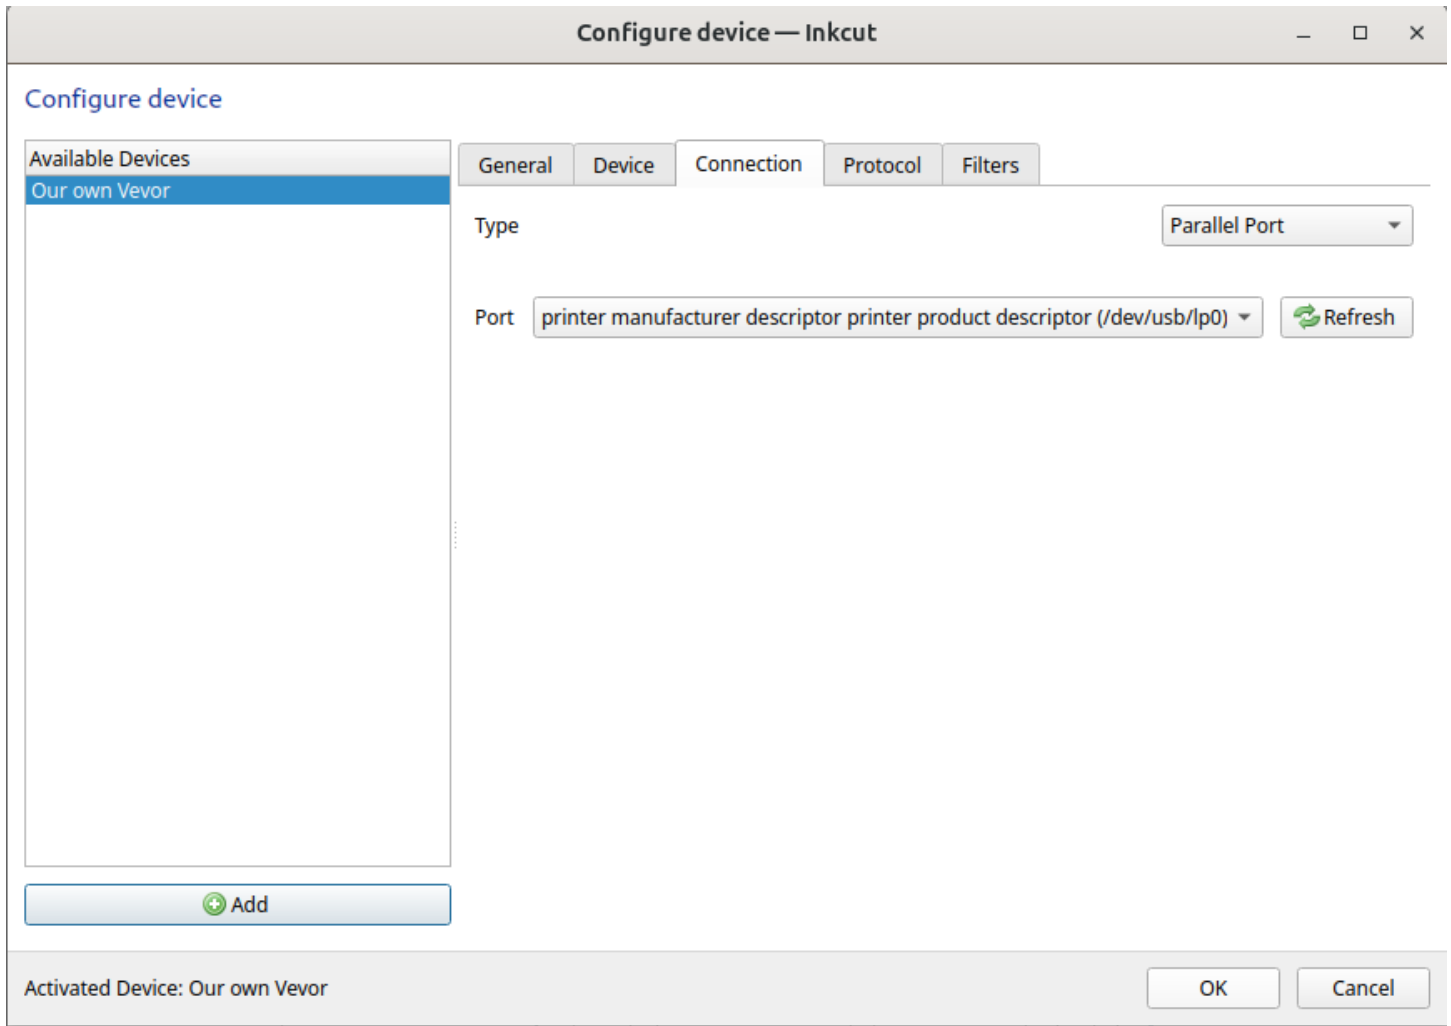 Configure device — Inkcut
Configure device
Available Devices
Our own Vevor
General Device Connection Protocol Filters
Type Parallel Port
Port printer manufacturer descriptor printer product descriptor (/dev/usb/lp0) Refresh
Add
Activated Device: Our own Vevor OK Cancel